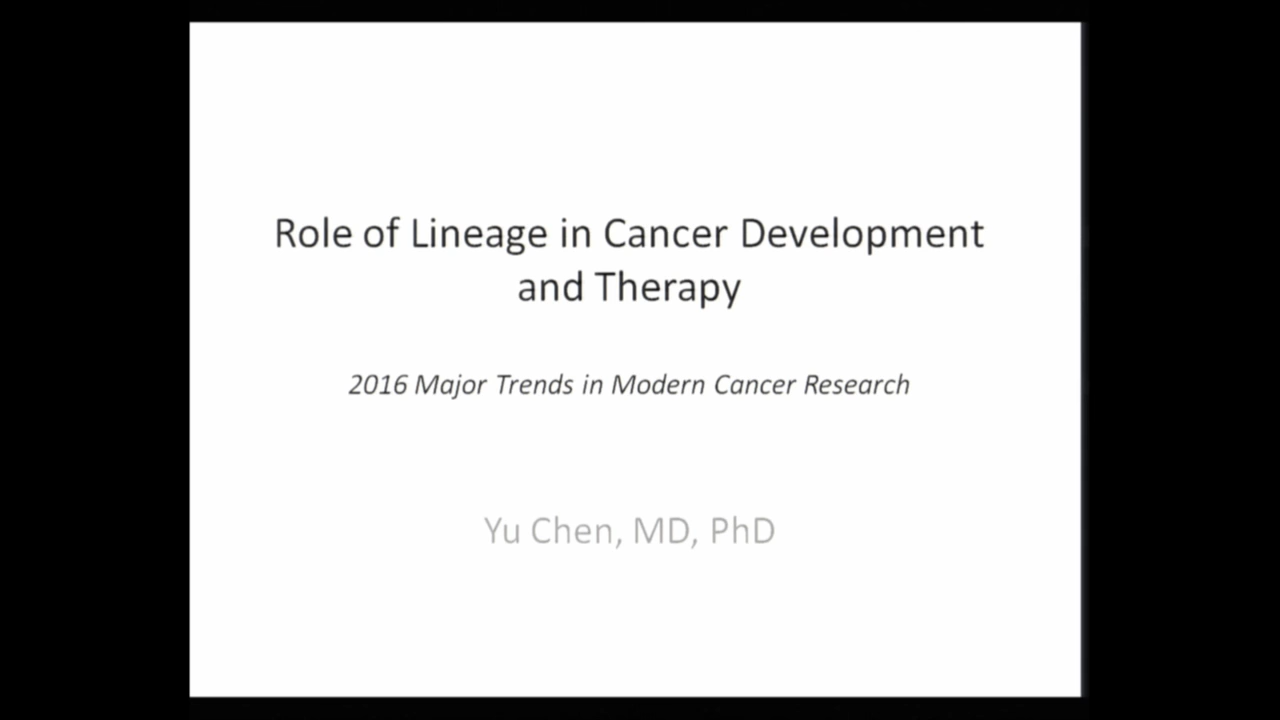 Role of Lineage in Cancer Development
and Therapy
2016 Major Trends in Modern Cancer Research
Yu Chen, MD, PhD